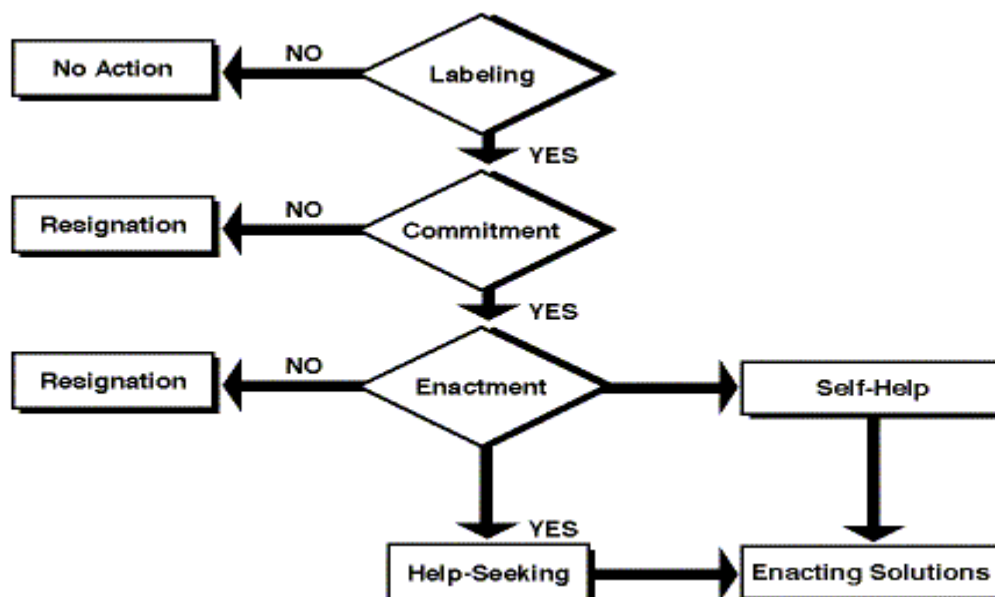 NO
No Action
Labeling
YES
NO
Resignation
Commitment
YES
NO
Resignation
Enactment
Self-Help
YES
Help-Seeking
Enacting Solutions